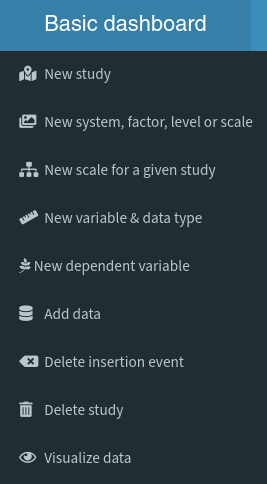 Basic dashboard
New study
New system, factor, level or scale
New scale for a given study
New variable & data type
New dependent variable
Add data
Delete insertion event
Delete study
Visualize data